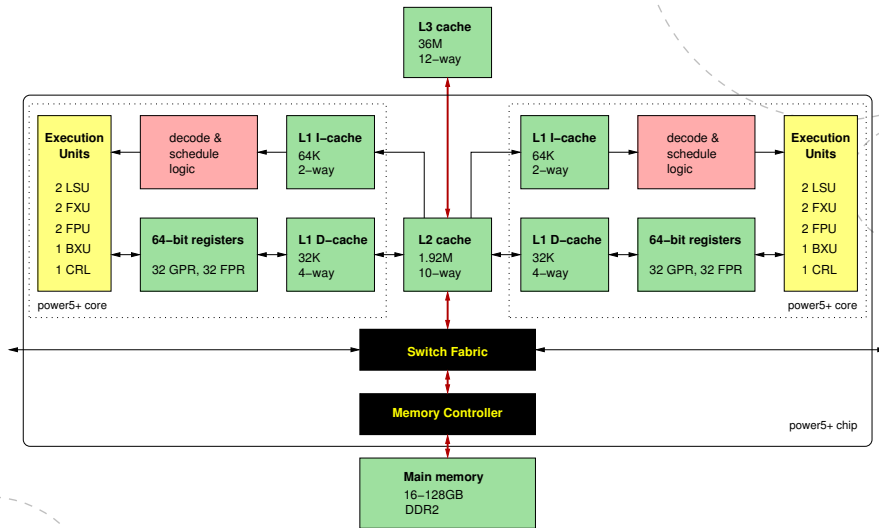 L3 cache
36M
12−way
Execution
Units
2 LSU
2 FXU
2 FPU
1 BXU
1 CRL
decode &
schedule
logic
L1 I−cache
64K
2−way
64−bit registers
32 GPR, 32 FPR
L1 D−cache
32K
4−way
power5+ core
L2 cache
1.92M
10−way
L1 I−cache
64K
2−way
decode &
schedule
logic
Execution
Units
2 LSU
2 FXU
2 FPU
1 BXU
1 CRL
L1 D−cache
32K
4−way
64−bit registers
32 GPR, 32 FPR
power5+ core
Switch Fabric
Memory Controller
power5+ chip
Main memory
16−128GB
DDR2